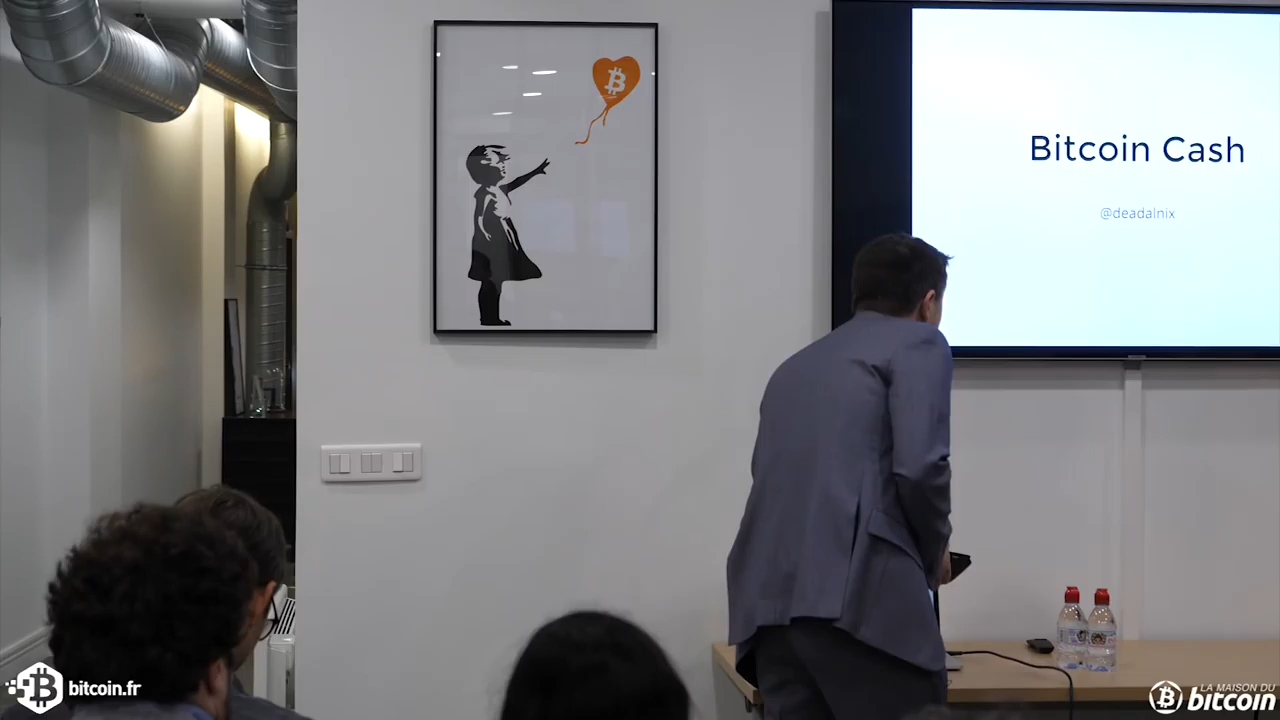 Bitcoin Cash
@deadalnix
bitcoin.fr
LA MAISON DU
bitcoin